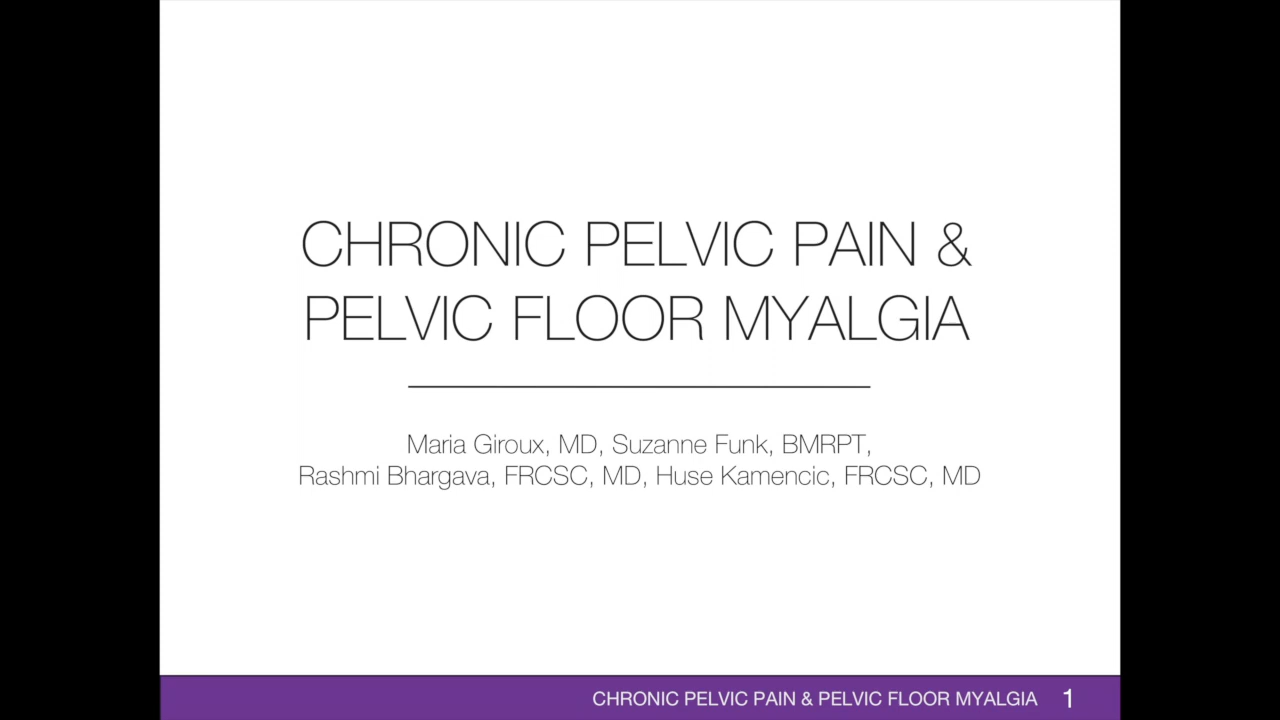 CHRONIC PELVIC PAIN &
PELVIC FLOOR MYALGIA
Maria Giroux, MD, Suzanne Funk, BMRPT,
Rashmi Bhargava, FRCSC, MD, Huse Kamencic, FRCSC, MD
CHRONIC PELVIC PAIN & PELVIC FLOOR MYALGIA 1